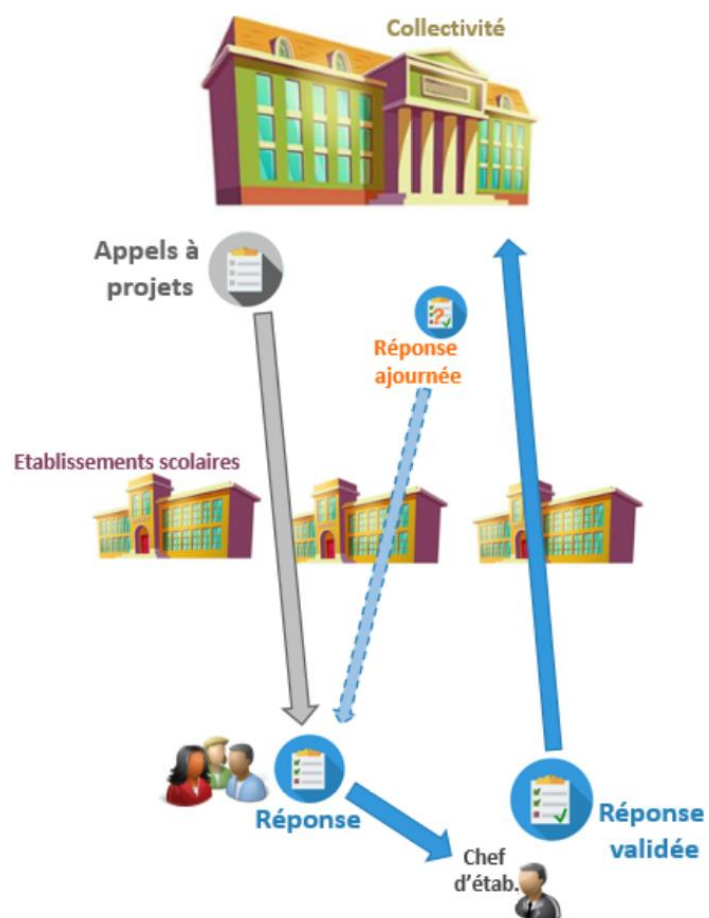 Collectivité
Appels à
projets
Réponse
ajournée
Etablissements scolaires
Réponse
Réponse
validée
Chef
d'étab.